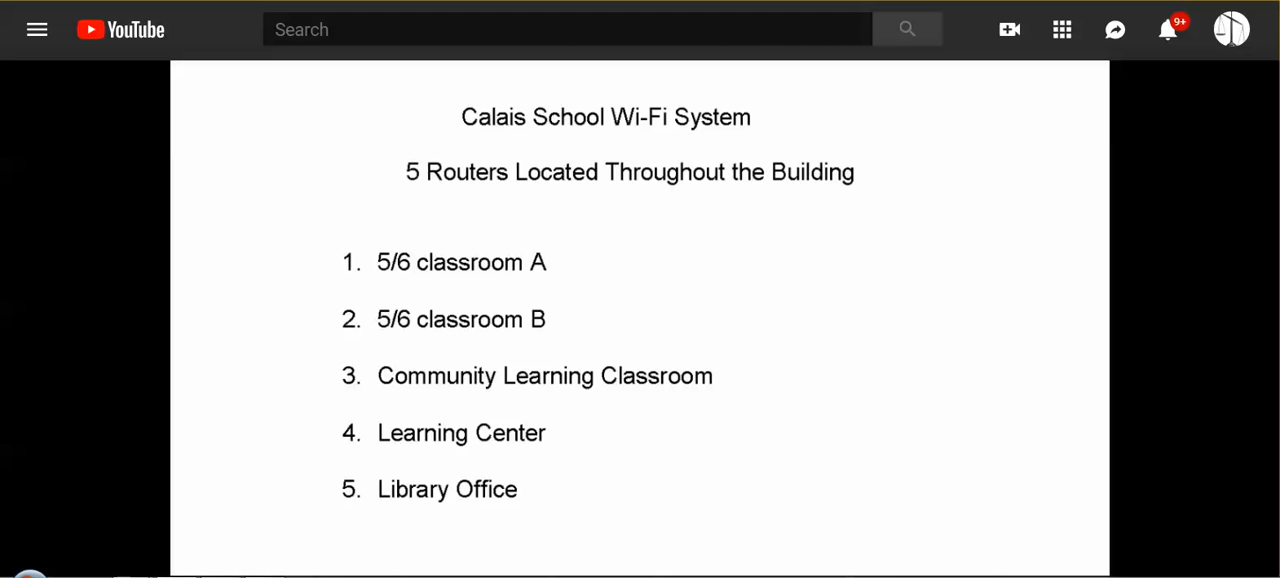 YouTube
Search
9+
Calais School Wi-Fi System
5 Routers Located Throughout the Building
1. 5/6 classroom A
2. 5/6 classroom B
3. Community Learning Classroom
4. Learning Center
5. Library Office